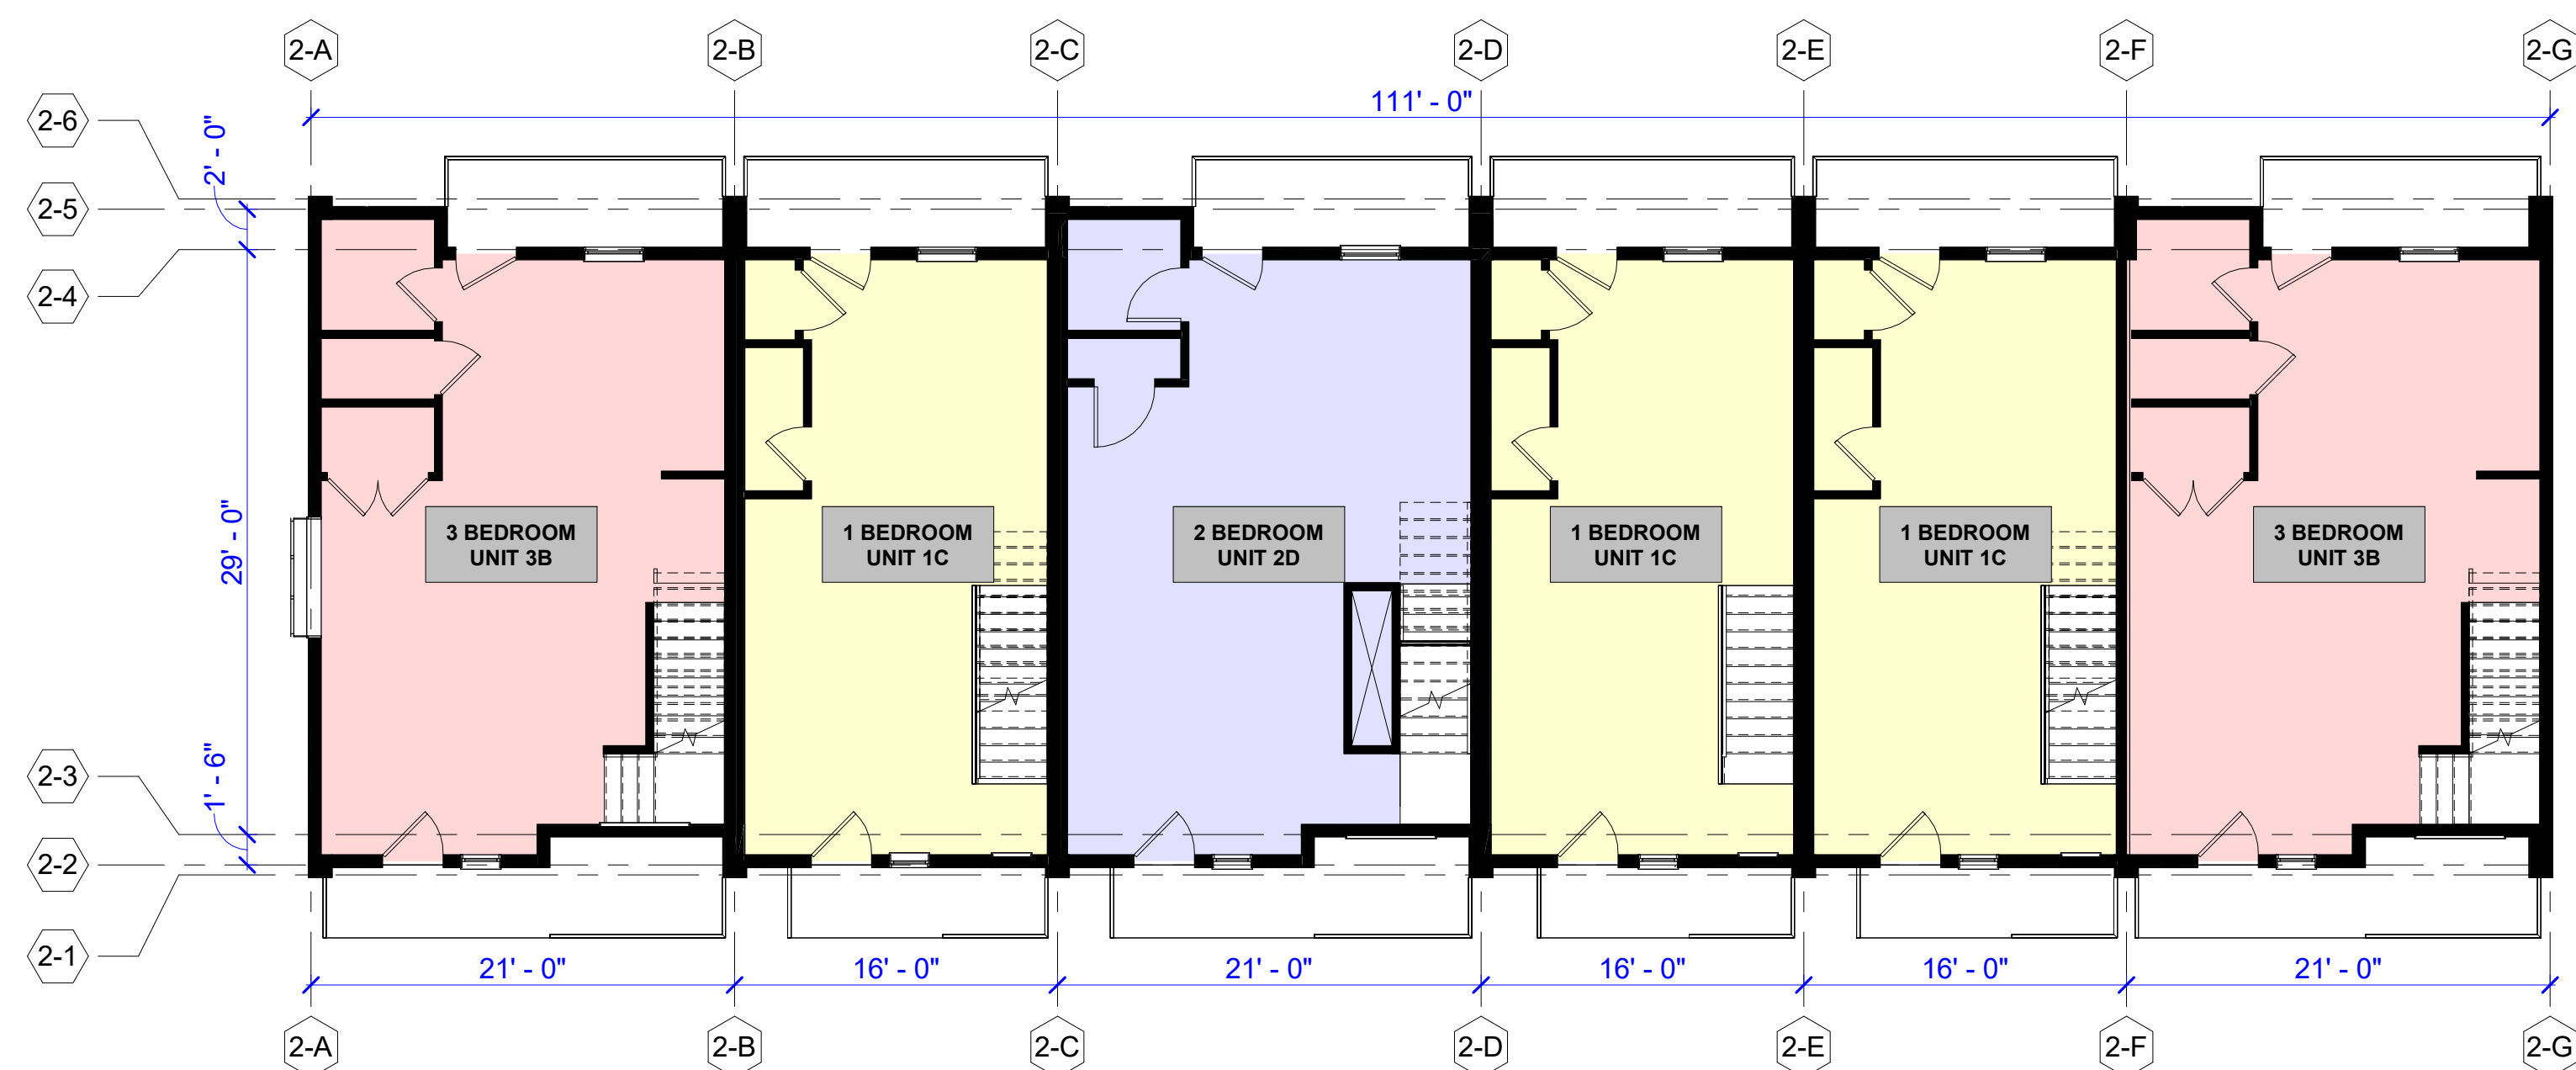 2-A
2-B
2-C
2-D
2-E
2-F
2-G
111' - 0"
2-6
2-5
2-4
2' - 0"
29' - 0"
1' - 6"
2-3
2-2
2-1
3 BEDROOM
UNIT 3B
1 BEDROOM
UNIT 1C
2 BEDROOM
UNIT 2D
1 BEDROOM
UNIT 1C
1 BEDROOM
UNIT 1C
3 BEDROOM
UNIT 3B
21' - 0"
16' - 0"
21' - 0"
16' - 0"
16' - 0"
21' - 0"
2-A
2-B
2-C
2-D
2-E
2-F
2-G